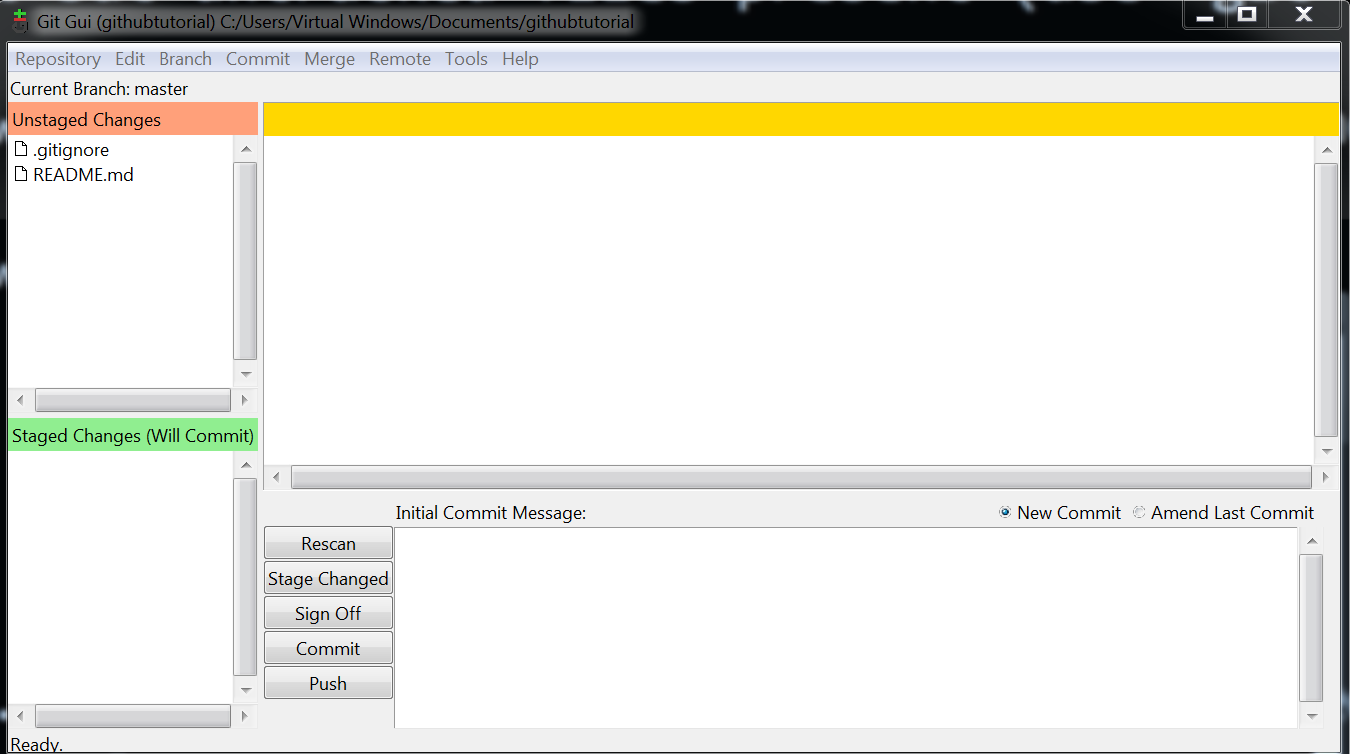 Git Gui (githubtutorial) C:/Users/Virtual Windows/Documents/githubtutorial
Repository Edit Branch Commit Merge Remote Tools Help
Current Branch: master
Unstaged Changes
.gitignore
README.md
Staged Changes (Will Commit)
Initial Commit Message:
New Commit
Amend Last Commit
Rescan
Stage Changed
Sign Off
Commit
Push
Ready.